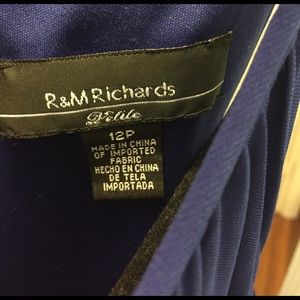 R&M Richards
Petite
12P
MADE IN CHINA
OF IMPORTED
FABRIC
HECHO EN CHINA
DE TELA
IMPORTADA